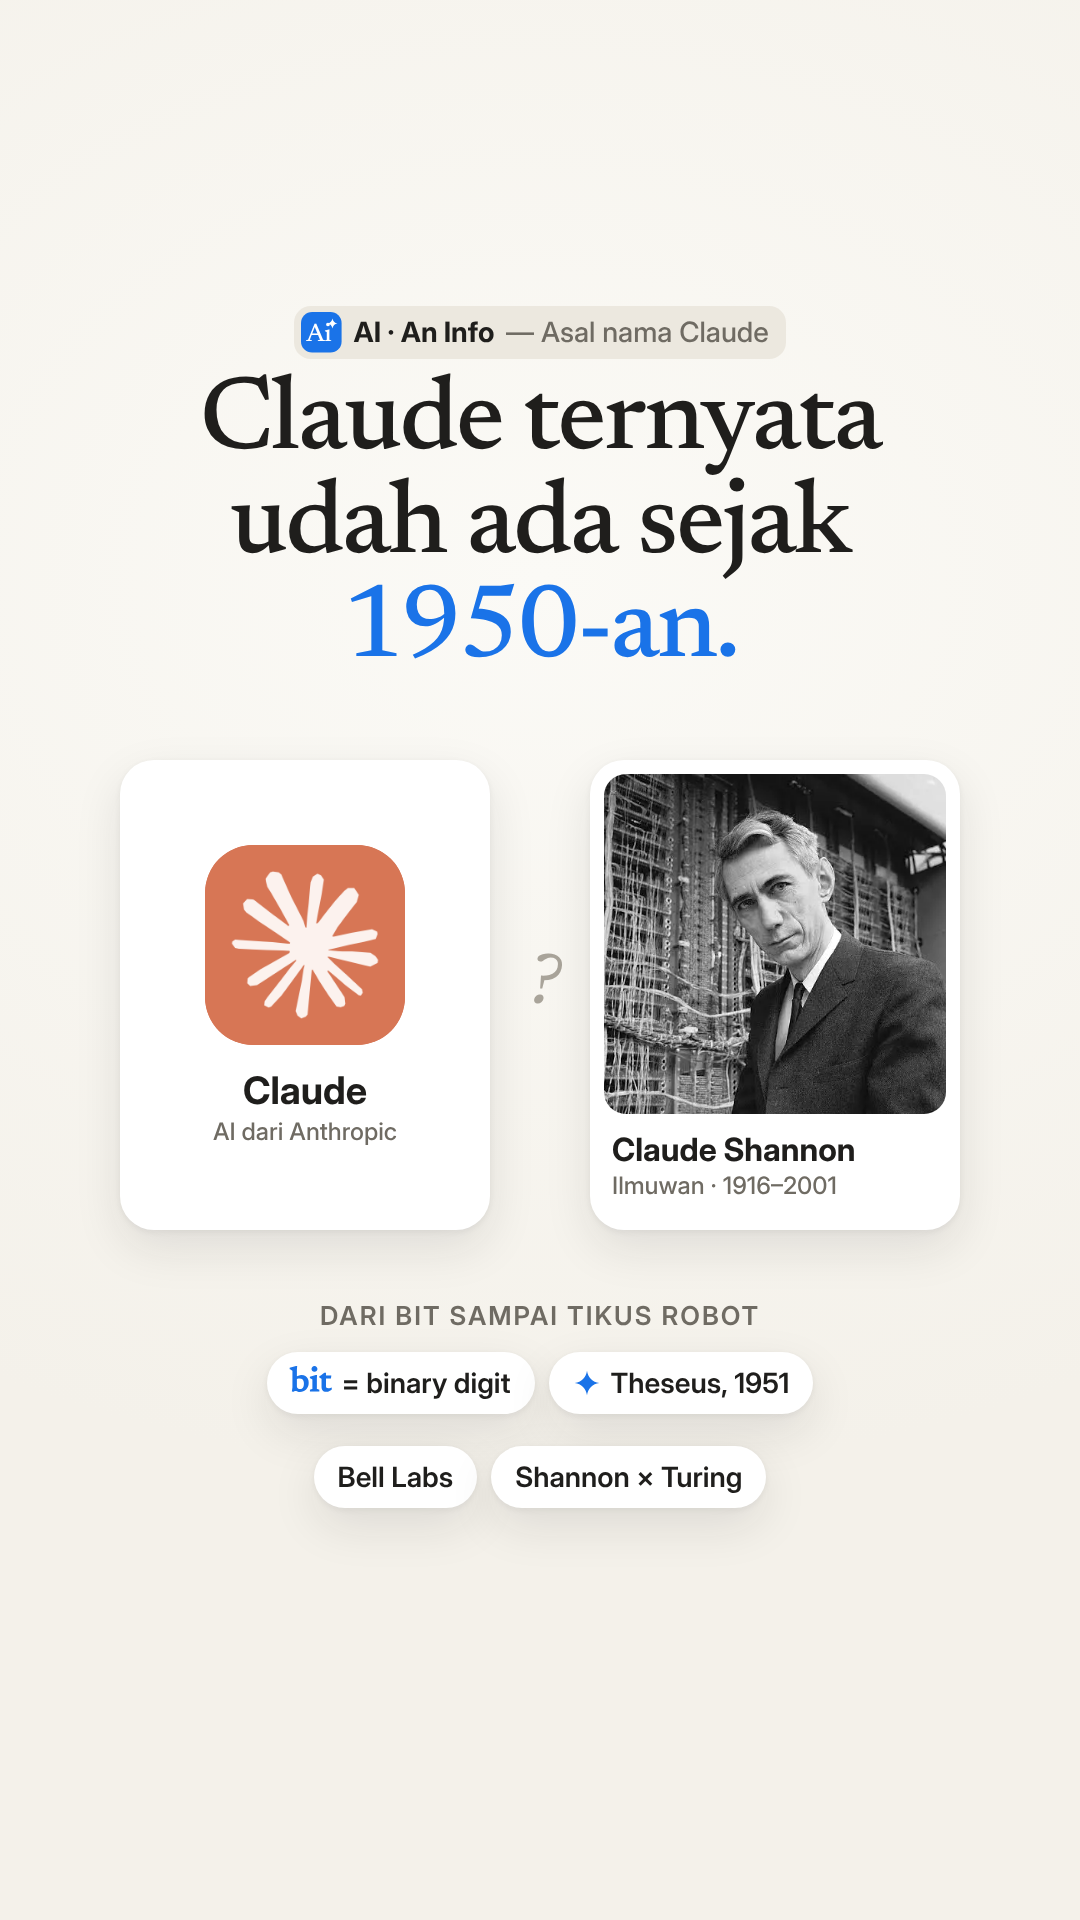 Ai AI · An Info — Asal nama Claude
Claude ternyata
udah ada sejak
1950-an.
?
Claude
AI dari Anthropic
Claude Shannon
Ilmuwan · 1916–2001
DARI BIT SAMPAI TIKUS ROBOT
bit = binary digit
Theseus, 1951
Bell Labs
Shannon × Turing